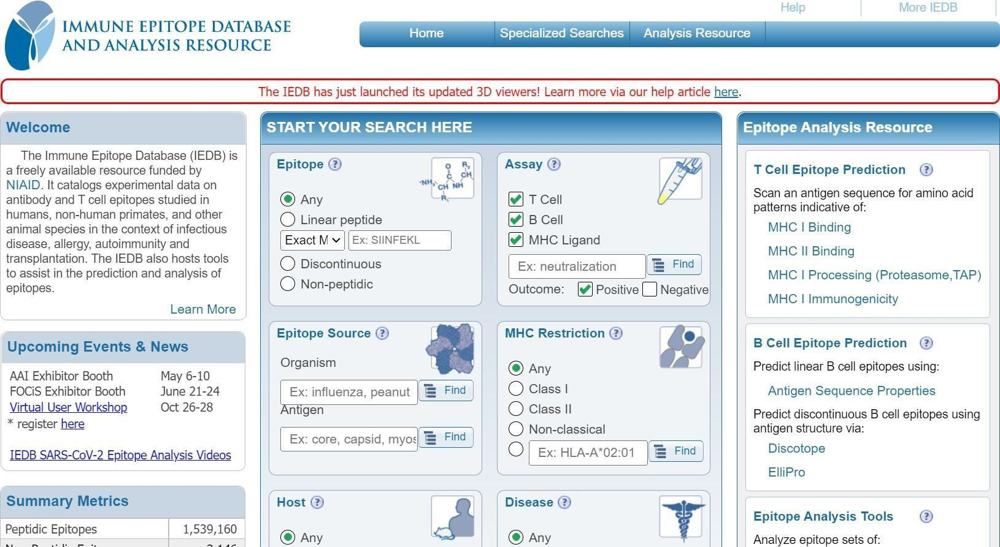 Help
More IEDB
IMMUNE EPITOPE DATABASE
AND ANALYSIS RESOURCE
Home
Specialized Searches
Analysis Resource
The IEDB has just launched its updated 3D viewers! Learn more via our help article here.
Welcome
The Immune Epitope Database (IEDB) is
a freely available resource funded by
NIAID. It catalogs experimental data on
antibody and T cell epitopes studied in
humans, non-human primates, and other
animal species in the context of infectious
disease, allergy, autoimmunity and
transplantation. The IEDB also hosts tools
to assist in the prediction and analysis of
epitopes.
Learn More
Upcoming Events & News
AAI Exhibitor Booth May 6-10
FOCiS Exhibitor Booth June 21-24
Virtual User Workshop Oct 26-28
* register here
IEDB SARS-CoV-2 Epitope Analysis Videos
Summary Metrics
Peptidic Epitopes 1,539,160
START YOUR SEARCH HERE
Epitope ?
Any
Linear peptide
Exact M Ex: SIINFEKL
Discontinuous
Non-peptidic
Assay ?
T Cell
B Cell
MHC Ligand
Ex: neutralization Find
Outcome: Positive Negative
Epitope Source ?
Organism
Ex: influenza, peanut Find
Antigen
Ex: core, capsid, myos Find
MHC Restriction ?
Any
Class I
Class II
Non-classical
Ex: HLA-A*02:01 Find
Host ?
Any
Disease ?
Any
Epitope Analysis Resource
T Cell Epitope Prediction ?
Scan an antigen sequence for amino acid
patterns indicative of:
MHC I Binding
MHC II Binding
MHC I Processing (Proteasome,TAP)
MHC I Immunogenicity
B Cell Epitope Prediction ?
Predict linear B cell epitopes using:
Antigen Sequence Properties
Predict discontinuous B cell epitopes using
antigen structure via:
Discotope
ElliPro
Epitope Analysis Tools ?
Analyze epitope sets of: